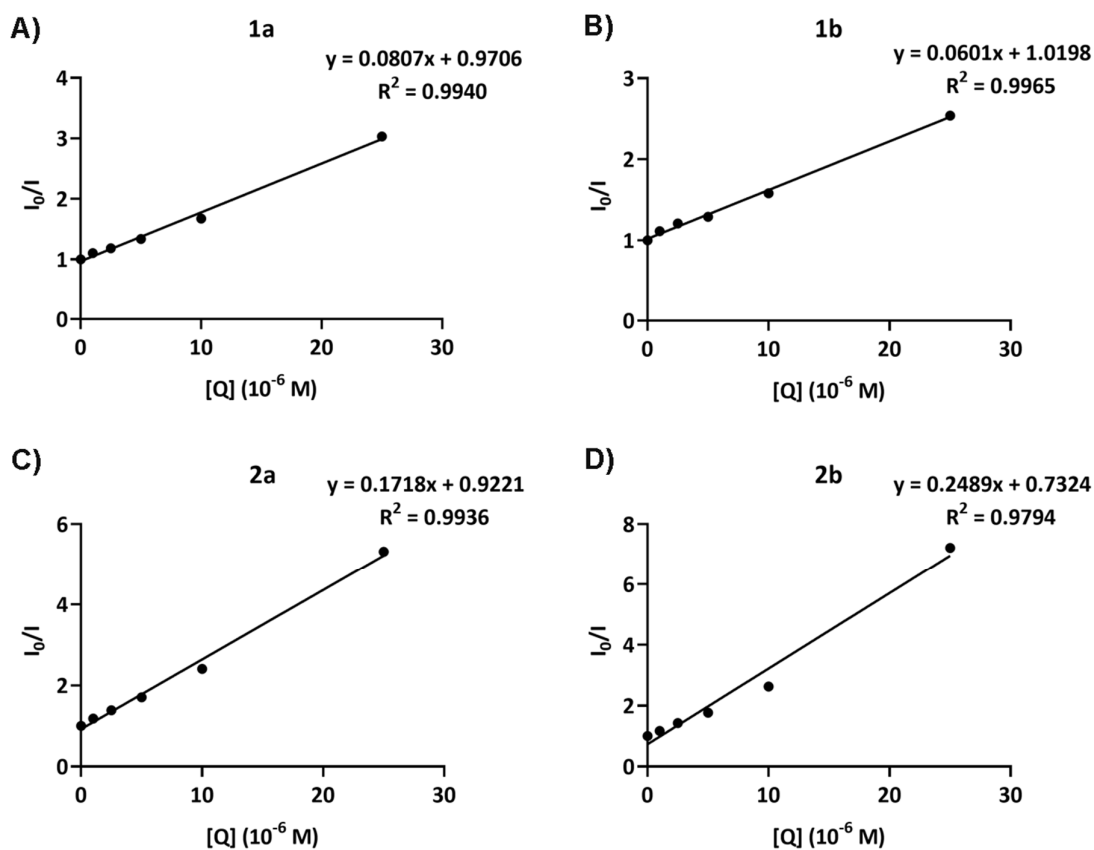 A)
1a
y = 0.0807x + 0.9706
R² = 0.9940
4
3
2
1
0
I₀/I
0 10 20 30
[Q] (10⁻⁶ M)
B)
1b
y = 0.0601x + 1.0198
R² = 0.9965
3
2
1
0
I₀/I
0 10 20 30
[Q] (10⁻⁶ M)
C)
2a
y = 0.1718x + 0.9221
R² = 0.9936
6
4
2
0
I₀/I
0 10 20 30
[Q] (10⁻⁶ M)
D)
2b
y = 0.2489x + 0.7324
R² = 0.9794
8
6
4
2
0
I₀/I
0 10 20 30
[Q] (10⁻⁶ M)